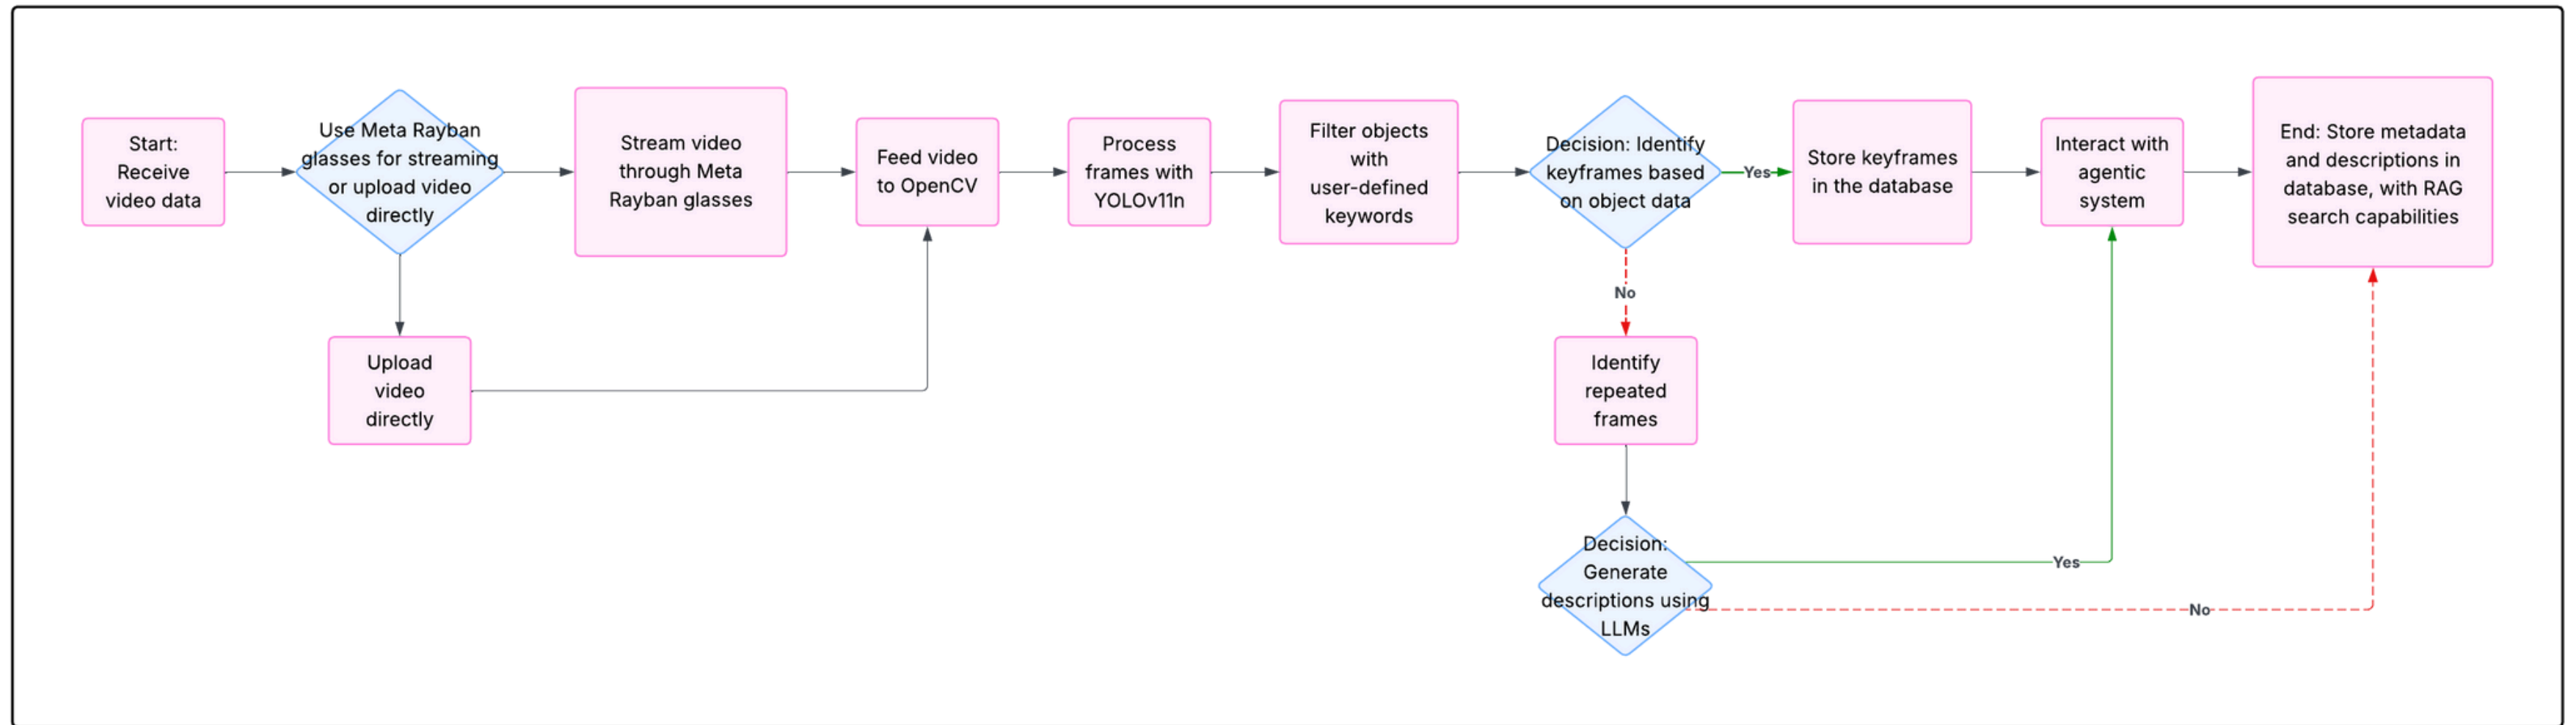 Start:
Receive
video data
Use Meta Rayban
glasses for streaming
or upload video
directly
Stream video
through Meta
Rayban glasses
Feed video
to OpenCV
Process
frames with
YOLOv11n
Filter objects
with
user-defined
keywords
Decision: Identify
keyframes based
on object data
Yes
Store keyframes
in the database
Interact with
agentic
system
End: Store metadata
and descriptions in
database, with RAG
search capabilities
No
Upload
video
directly
Identify
repeated
frames
Decision:
Generate
descriptions using
LLMs
Yes
No